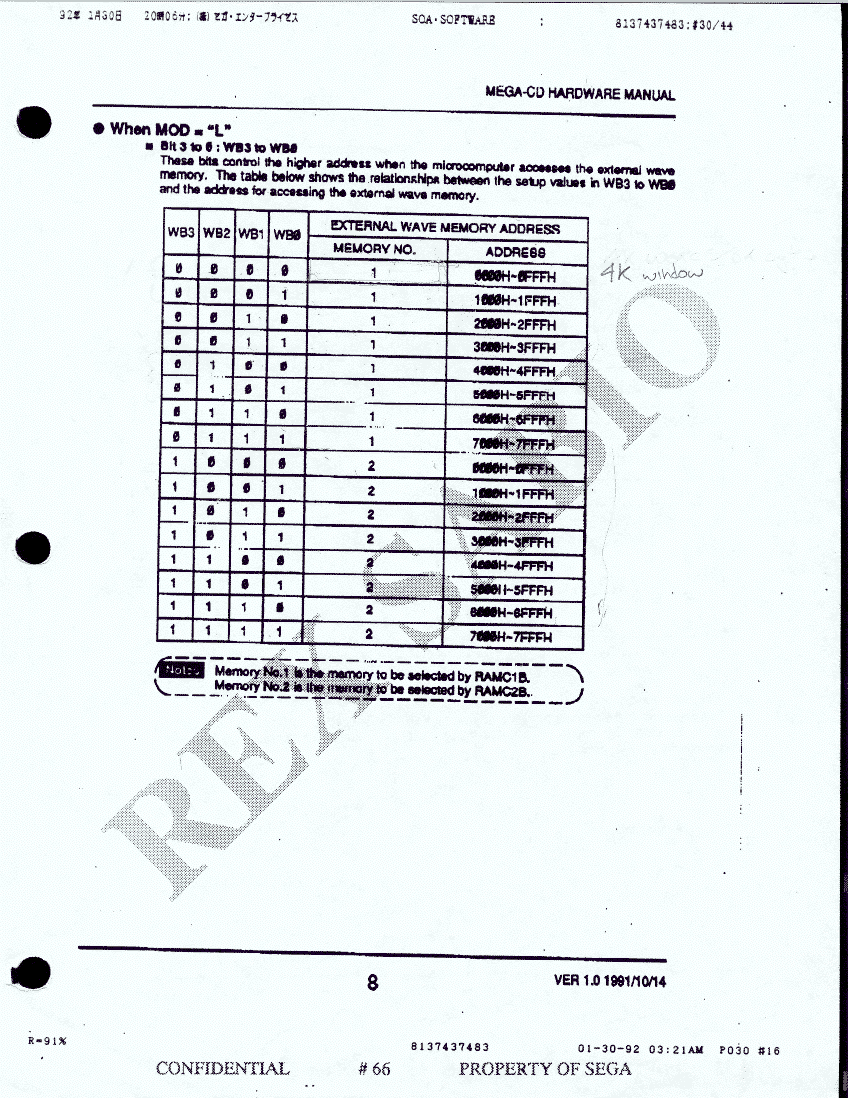 92年 1月30日 20時06分: (株) セガ・エンタープライゼス SOA・SOFTWARE : 8137437483;#30/44
MEGA-CD HARDWARE MANUAL
● When MOD = "L"
■ Bit 3 to 0 : WB3 to WB0
These bits control the higher address when the microcomputer accesses the external wave
memory. The table below shows the relationships between the setup values in WB3 to WB0
and the address for accessing the external wave memory.
WB3 WB2 WB1 WB0 EXTERNAL WAVE MEMORY ADDRESS
MEMORY NO. ADDRESS
0 0 0 0 1 0000H~0FFFH 4K window
0 0 0 1 1 1000H~1FFFH
0 0 1 0 1 2000H~2FFFH
0 0 1 1 1 3000H~3FFFH
0 1 0 0 1 4000H~4FFFH
0 1 0 1 1 5000H~5FFFH
0 1 1 0 1 6000H~6FFFH
0 1 1 1 1 7000H~7FFFH
1 0 0 0 2 0000H~0FFFH
1 0 0 1 2 1000H~1FFFH
1 0 1 0 2 2000H~2FFFH
1 0 1 1 2 3000H~3FFFH
1 1 0 0 2 4000H~4FFFH
1 1 0 1 2 5000H~5FFFH
1 1 1 0 2 6000H~6FFFH
1 1 1 1 2 7000H~7FFFH
Note: Memory No.1 is the memory to be selected by RAMC1B.
Memory No.2 is the memory to be selected by RAMC2B.
REX SABIO
8 VER 1.0 1991/10/14
R=91%
8137437483 01-30-92 03:21AM P030 #16
CONFIDENTIAL # 66 PROPERTY OF SEGA